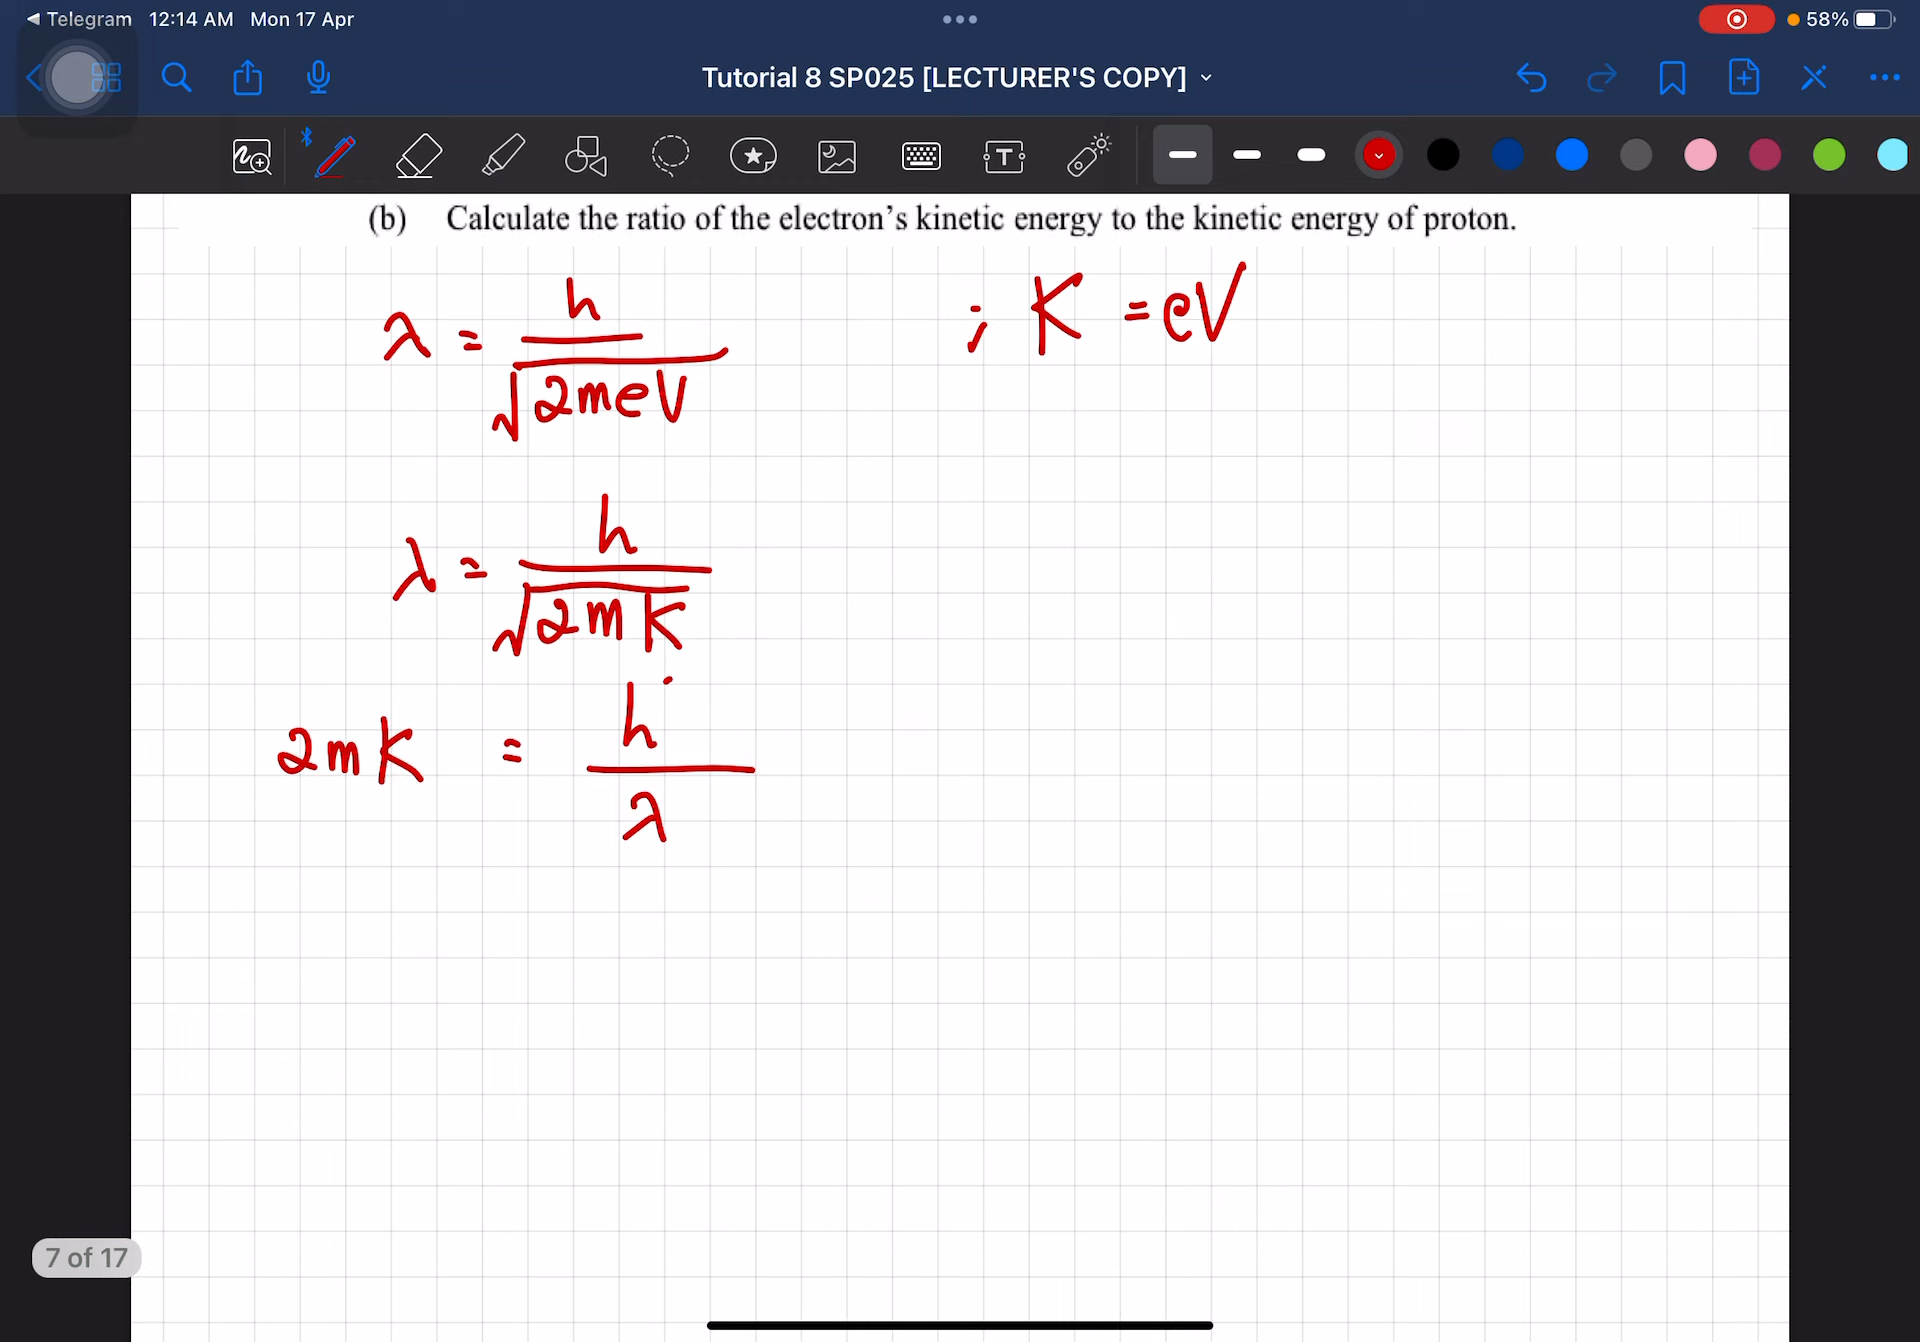 ◀ Telegram 12:14 AM Mon 17 Apr 58%
Tutorial 8 SP025 [LECTURER'S COPY]
(b) Calculate the ratio of the electron's kinetic energy to the kinetic energy of proton.
λ = h / √2meV ; K = eV
λ = h / √2mK
2mK = h / λ
7 of 17